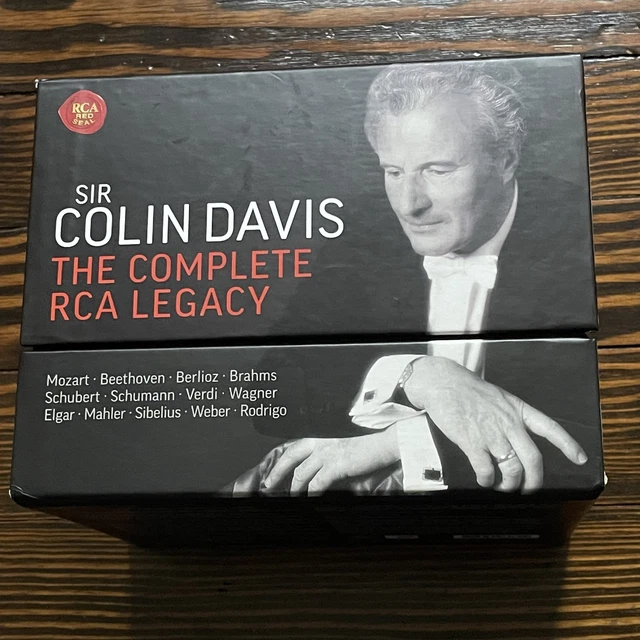 RCA
RED
SEAL
SIR
COLIN DAVIS
THE COMPLETE
RCA LEGACY
Mozart · Beethoven · Berlioz · Brahms
Schubert · Schumann · Verdi · Wagner
Elgar · Mahler · Sibelius · Weber · Rodrigo